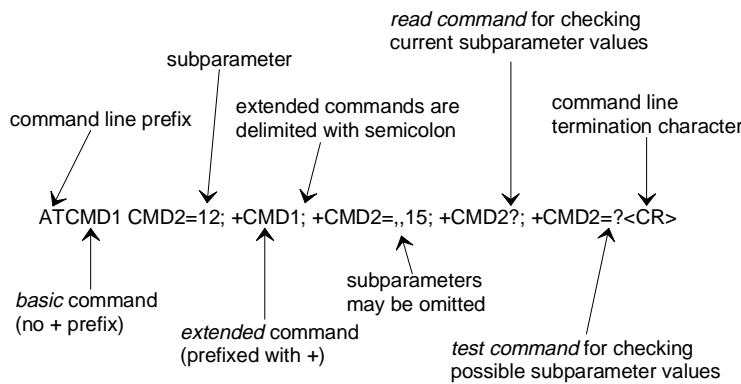 read command for checking
current subparameter values
subparameter
extended commands are
delimited with semicolon
command line
termination character
command line prefix
ATCMD1 CMD2=12; +CMD1; +CMD2=,,15; +CMD2?; +CMD2=?<CR>
basic command
(no + prefix)
extended command
(prefixed with +)
subparameters
may be omitted
test command for checking
possible subparameter values